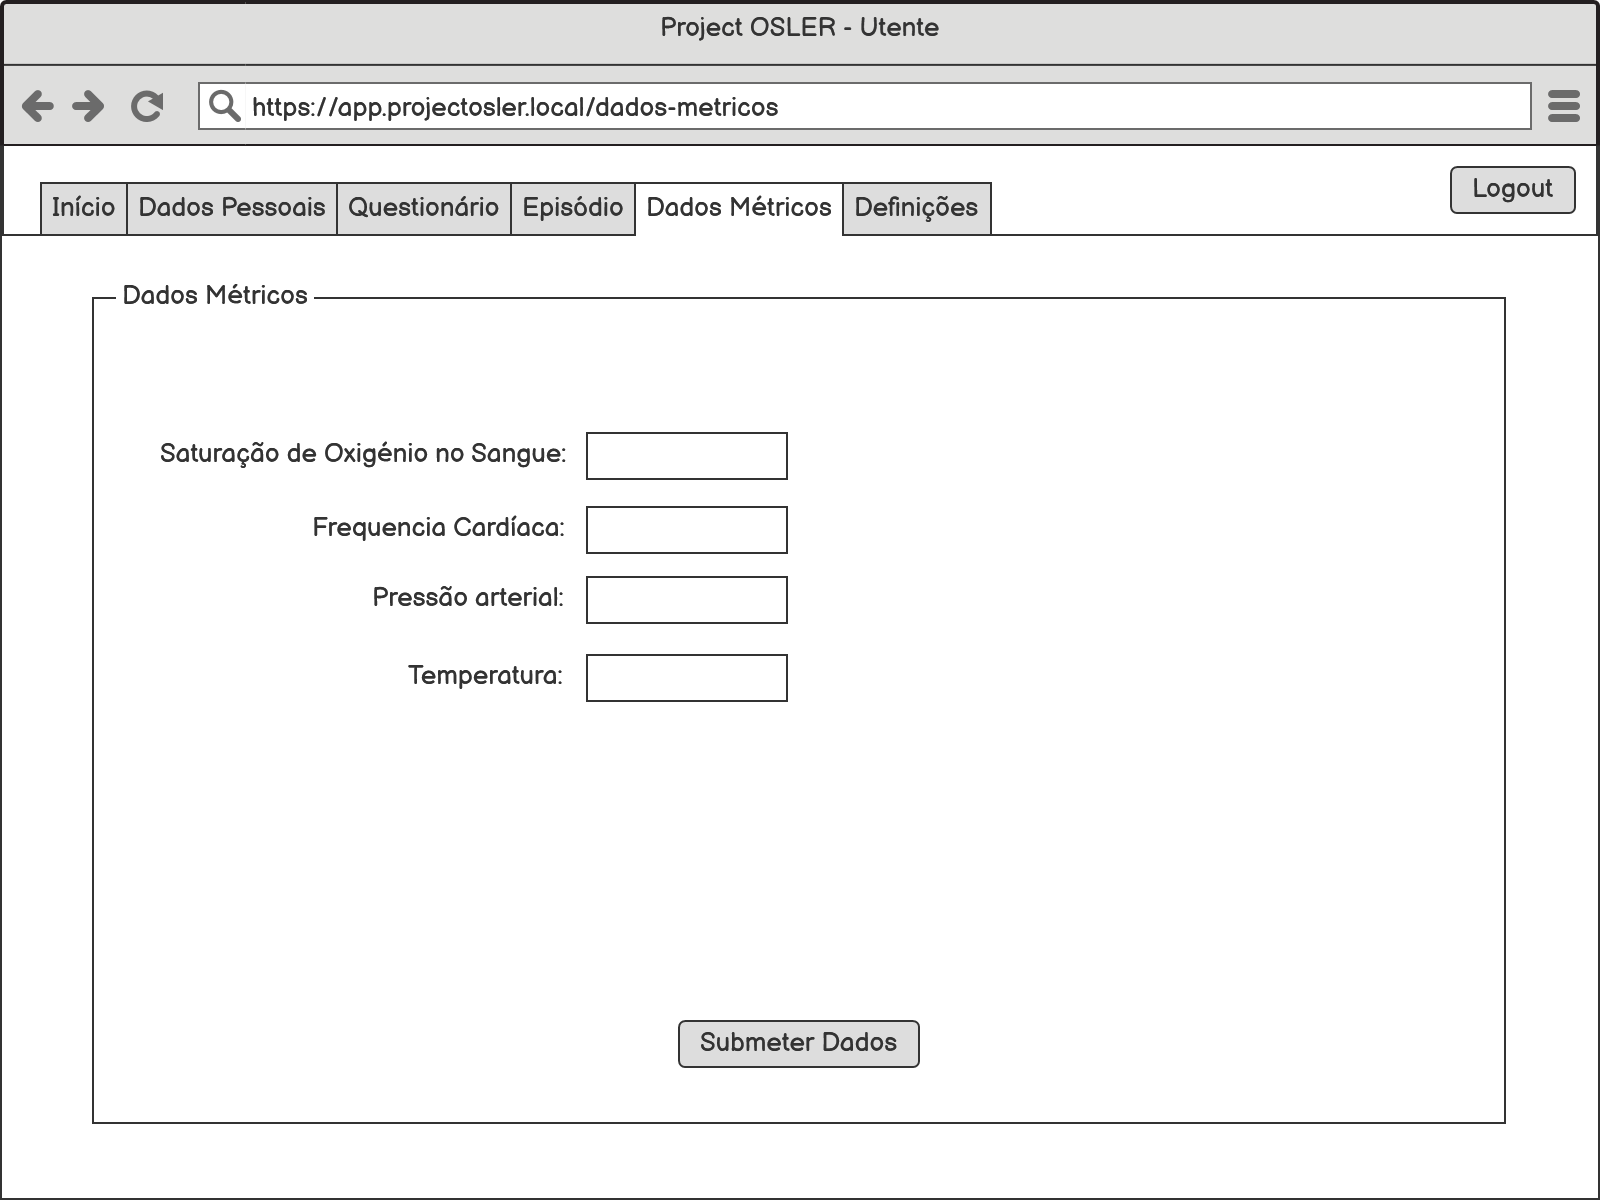 Project OSLER - Utente
https://app.projectosler.local/dados-metricos
Logout
Início Dados Pessoais Questionário Episódio Dados Métricos Definições
Dados Métricos
Saturação de Oxigénio no Sangue:
Frequencia Cardíaca:
Pressão arterial:
Temperatura:
Submeter Dados